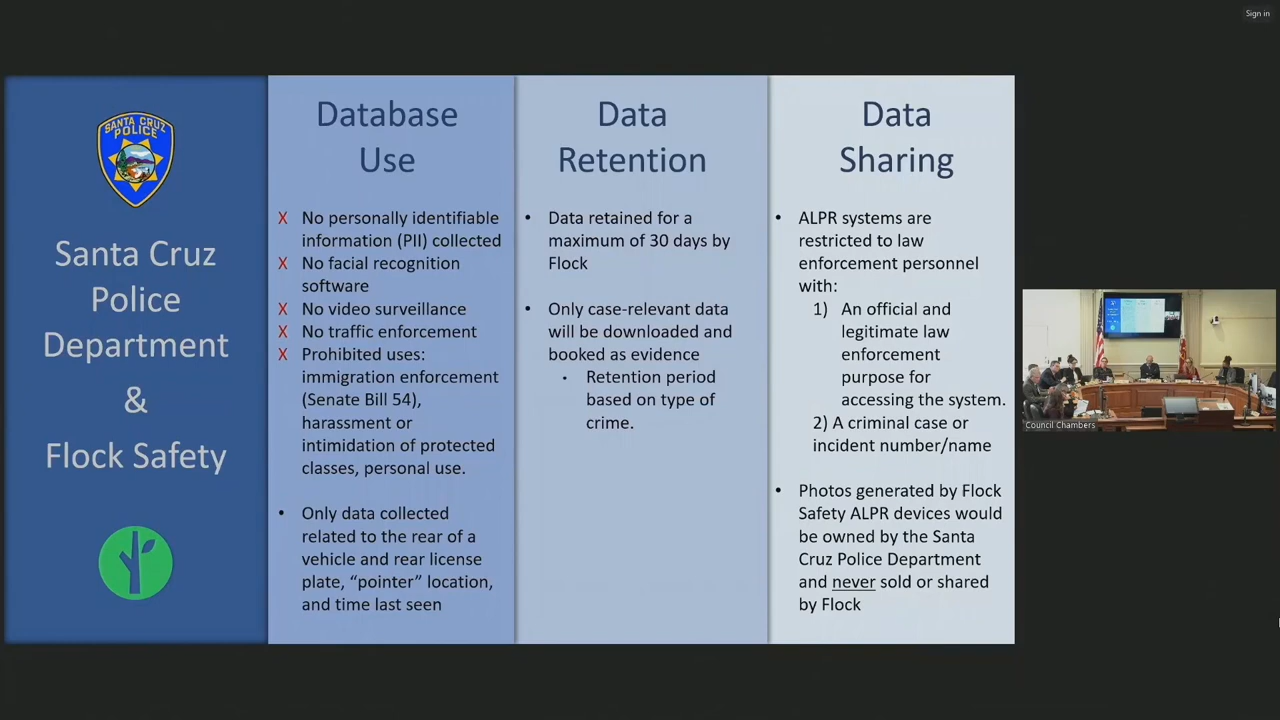 Sign in
SANTA CRUZ
POLICE
Santa Cruz
Police
Department
&
Flock Safety
Database
Use
X No personally identifiable
information (PII) collected
X No facial recognition
software
X No video surveillance
X No traffic enforcement
X Prohibited uses:
immigration enforcement
(Senate Bill 54),
harassment or
intimidation of protected
classes, personal use.
• Only data collected
related to the rear of a
vehicle and rear license
plate, “pointer” location,
and time last seen
Data
Retention
• Data retained for a
maximum of 30 days by
Flock
• Only case-relevant data
will be downloaded and
booked as evidence
• Retention period
based on type of
crime.
Data
Sharing
• ALPR systems are
restricted to law
enforcement personnel
with:
1) An official and
legitimate law
enforcement
purpose for
accessing the system.
2) A criminal case or
incident number/name
• Photos generated by Flock
Safety ALPR devices would
be owned by the Santa
Cruz Police Department
and never sold or shared
by Flock
Council Chambers